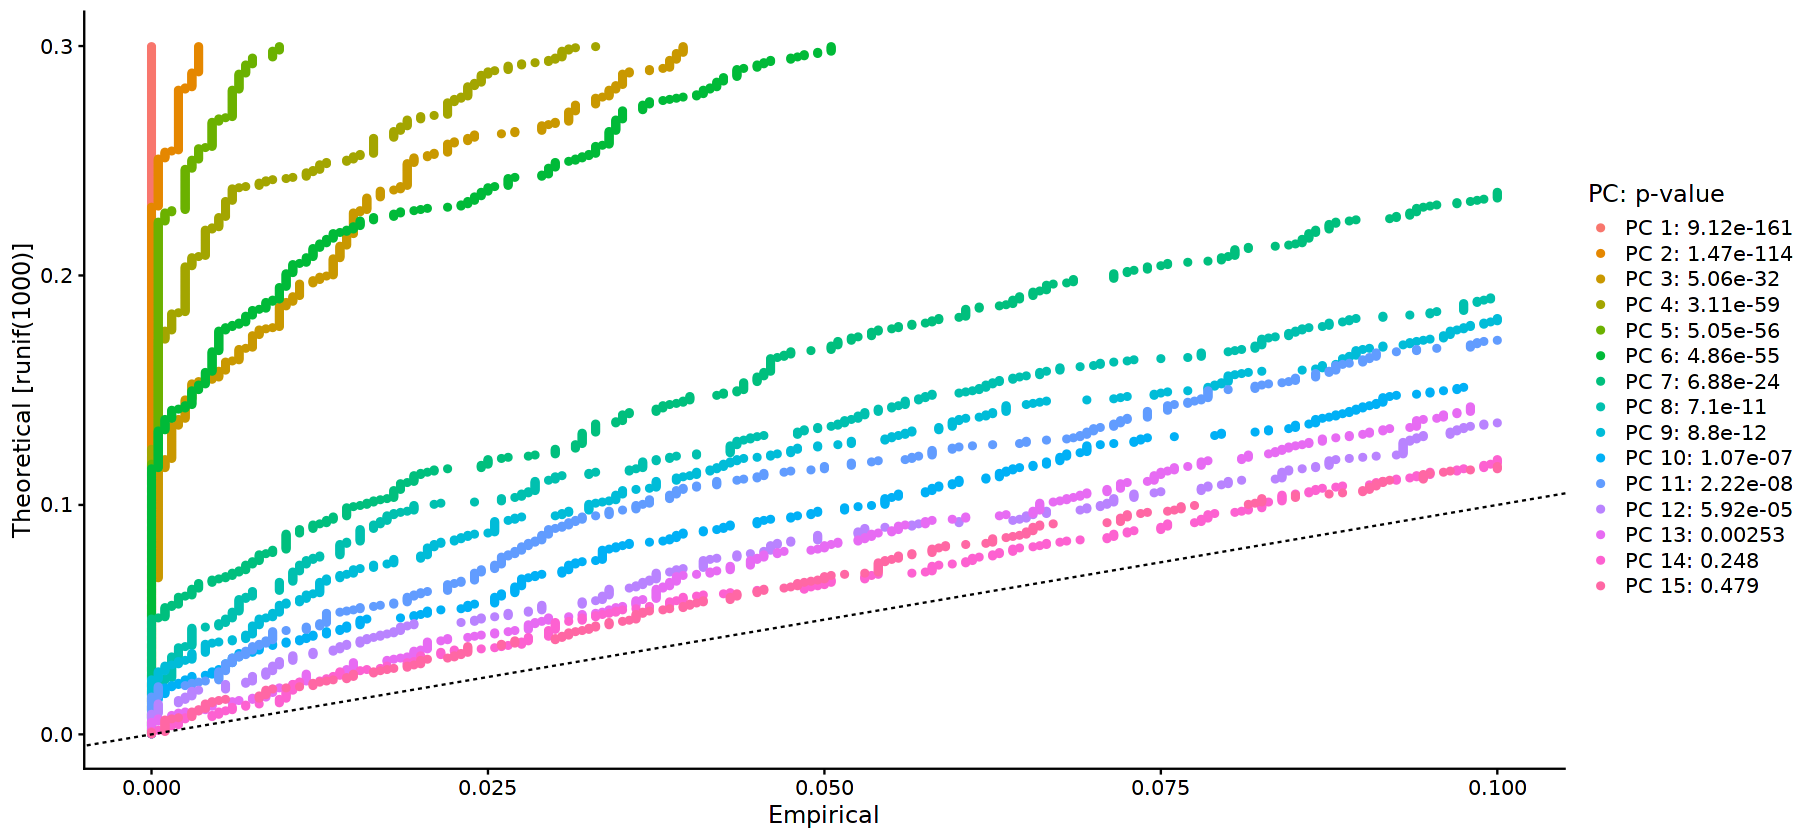 0.3
0.2
0.1
0.0
Theoretical [runif(1000)]
0.000
0.025
0.050
0.075
0.100
Empirical
PC: p-value
PC 1: 9.12e-161
PC 2: 1.47e-114
PC 3: 5.06e-32
PC 4: 3.11e-59
PC 5: 5.05e-56
PC 6: 4.86e-55
PC 7: 6.88e-24
PC 8: 7.1e-11
PC 9: 8.8e-12
PC 10: 1.07e-07
PC 11: 2.22e-08
PC 12: 5.92e-05
PC 13: 0.00253
PC 14: 0.248
PC 15: 0.479